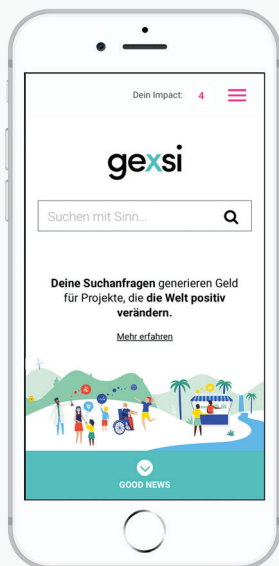 Dein Impact: 4
gexsi
Suchen mit Sinn...
Deine Suchanfragen generieren Geld
für Projekte, die die Welt positiv
verändern.
Mehr erfahren
GOOD NEWS